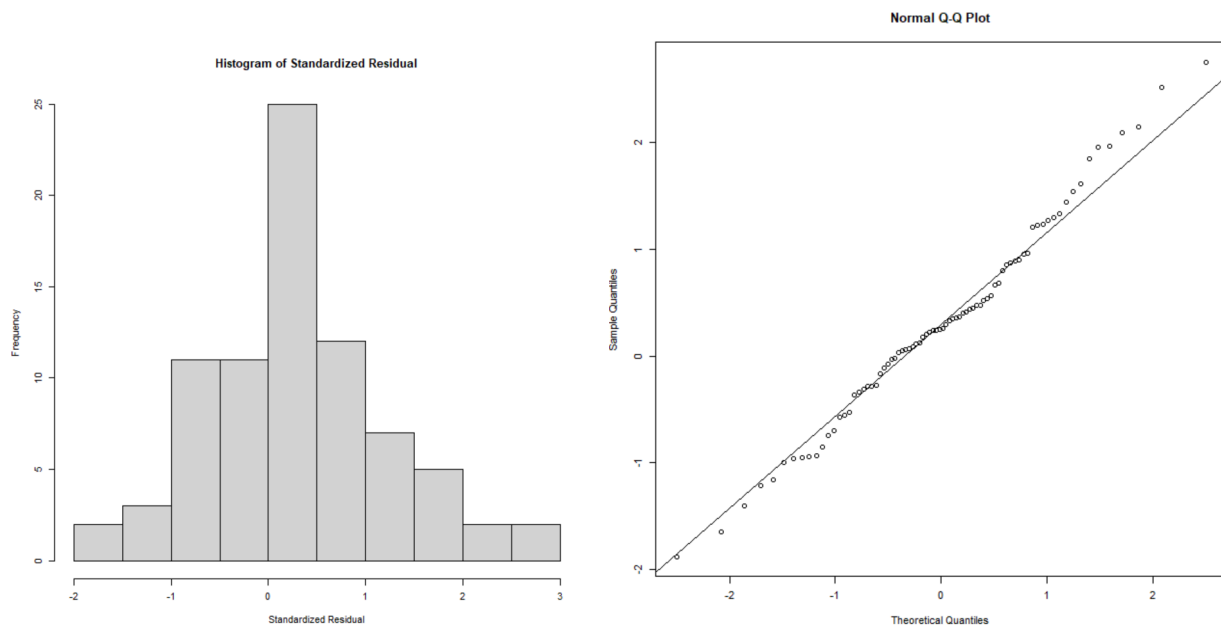 Histogram of Standardized Residual
Frequency
25
20
15
10
5
0
-2 -1 0 1 2 3
Standardized Residual
Normal Q-Q Plot
Sample Quantiles
2
1
0
-1
-2
-2 -1 0 1 2
Theoretical Quantiles